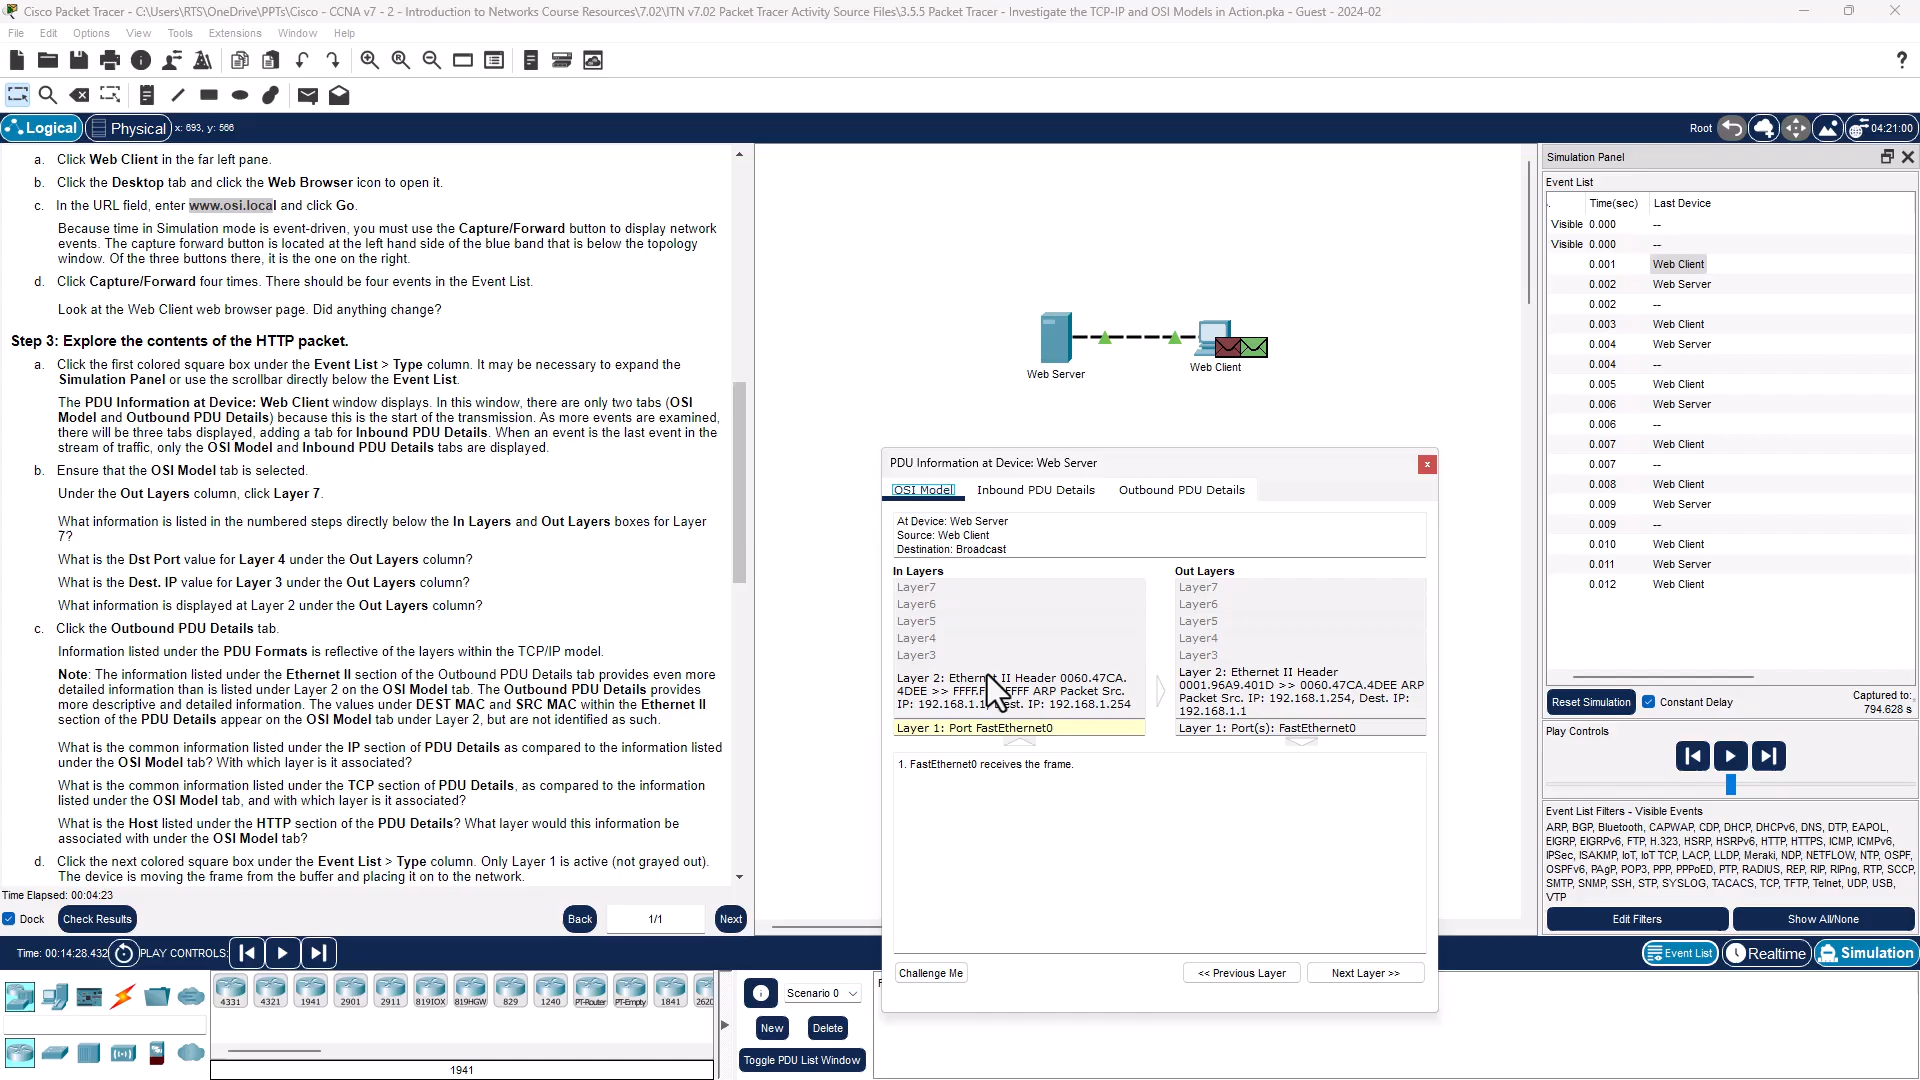 Cisco Packet Tracer - C:\Users\RTS\OneDrive\PPTs\Cisco - CCNA v7 - 2 - Introduction to Networks Course Resources\7.02\ITN v7.02 Packet Tracer Activity Source Files\3.5.5 Packet Tracer - Investigate the TCP-IP and OSI Models in Action.pka - Guest - 2024-02
File Edit Options View Tools Extensions Window Help
Logical Physical x: 693, y: 566 Root 04:21:00
a. Click Web Client in the far left pane.
b. Click the Desktop tab and click the Web Browser icon to open it.
c. In the URL field, enter www.osi.local and click Go.
Because time in Simulation mode is event-driven, you must use the Capture/Forward button to display network
events. The capture forward button is located at the left hand side of the blue band that is below the topology
window. Of the three buttons there, it is the one on the right.
d. Click Capture/Forward four times. There should be four events in the Event List.
Look at the Web Client web browser page. Did anything change?
Step 3: Explore the contents of the HTTP packet.
a. Click the first colored square box under the Event List > Type column. It may be necessary to expand the
Simulation Panel or use the scrollbar directly below the Event List.
The PDU Information at Device: Web Client window displays. In this window, there are only two tabs (OSI
Model and Outbound PDU Details) because this is the start of the transmission. As more events are examined,
there will be three tabs displayed, adding a tab for Inbound PDU Details. When an event is the last event in the
stream of traffic, only the OSI Model and Inbound PDU Details tabs are displayed.
b. Ensure that the OSI Model tab is selected.
Under the Out Layers column, click Layer 7.
What information is listed in the numbered steps directly below the In Layers and Out Layers boxes for Layer
7?
What is the Dst Port value for Layer 4 under the Out Layers column?
What is the Dest. IP value for Layer 3 under the Out Layers column?
What information is displayed at Layer 2 under the Out Layers column?
c. Click the Outbound PDU Details tab.
Information listed under the PDU Formats is reflective of the layers within the TCP/IP model.
Note: The information listed under the Ethernet II section of the Outbound PDU Details tab provides even more
detailed information than is listed under Layer 2 on the OSI Model tab. The Outbound PDU Details provides
more descriptive and detailed information. The values under DEST MAC and SRC MAC within the Ethernet II
section of the PDU Details appear on the OSI Model tab under Layer 2, but are not identified as such.
What is the common information listed under the IP section of PDU Details as compared to the information listed
under the OSI Model tab? With which layer is it associated?
What is the common information listed under the TCP section of PDU Details, as compared to the information
listed under the OSI Model tab, and with which layer is it associated?
What is the Host listed under the HTTP section of the PDU Details? What layer would this information be
associated with under the OSI Model tab?
d. Click the next colored square box under the Event List > Type column. Only Layer 1 is active (not grayed out).
The device is moving the frame from the buffer and placing it on to the network.
Time Elapsed: 00:04:23
Dock Check Results Back 1/1 Next
Web Server
Web Client
PDU Information at Device: Web Server x
OSI Model Inbound PDU Details Outbound PDU Details
At Device: Web Server
Source: Web Client
Destination: Broadcast
In Layers
Layer7
Layer6
Layer5
Layer4
Layer3
Layer 2: Ethernet II Header 0060.47CA.
4DEE >> FFFF.F FFF ARP Packet Src.
IP: 192.168.1.1 st. IP: 192.168.1.254
Layer 1: Port FastEthernet0
Out Layers
Layer7
Layer6
Layer5
Layer4
Layer3
Layer 2: Ethernet II Header
0001.96A9.401D >> 0060.47CA.4DEE ARP
Packet Src. IP: 192.168.1.254, Dest. IP:
192.168.1.1
Layer 1: Port(s): FastEthernet0
1. FastEthernet0 receives the frame.
Challenge Me << Previous Layer Next Layer >>
Simulation Panel
Event List
. Time(sec) Last Device
Visible 0.000 --
Visible 0.000 --
0.001 Web Client
0.002 Web Server
0.002 --
0.003 Web Client
0.004 Web Server
0.004 --
0.005 Web Client
0.006 Web Server
0.006 --
0.007 Web Client
0.007 --
0.008 Web Client
0.009 Web Server
0.009 --
0.010 Web Client
0.011 Web Server
0.012 Web Client
Reset Simulation Constant Delay Captured to:
794.628 s
Play Controls
Event List Filters - Visible Events
ARP, BGP, Bluetooth, CAPWAP, CDP, DHCP, DHCPv6, DNS, DTP, EAPOL,
EIGRP, EIGRPv6, FTP, H.323, HSRP, HSRPv6, HTTP, HTTPS, ICMP, ICMPv6,
IPSec, ISAKMP, IoT, IoT TCP, LACP, LLDP, Meraki, NDP, NETFLOW, NTP, OSPF,
OSPFv6, PAgP, POP3, PPP, PPPoED, PTP, RADIUS, REP, RIP, RIPng, RTP, SCCP,
SMTP, SNMP, SSH, STP, SYSLOG, TACACS, TCP, TFTP, Telnet, UDP, USB,
VTP
Edit Filters Show All/None
Time: 00:14:28.432 PLAY CONTROLS: Event List Realtime Simulation
4331 4321 1941 2901 2911 819IOX 819HGW 829 1240 PT-Router PT-Empty 1841 2620
1941
Scenario 0
New Delete
Toggle PDU List Window